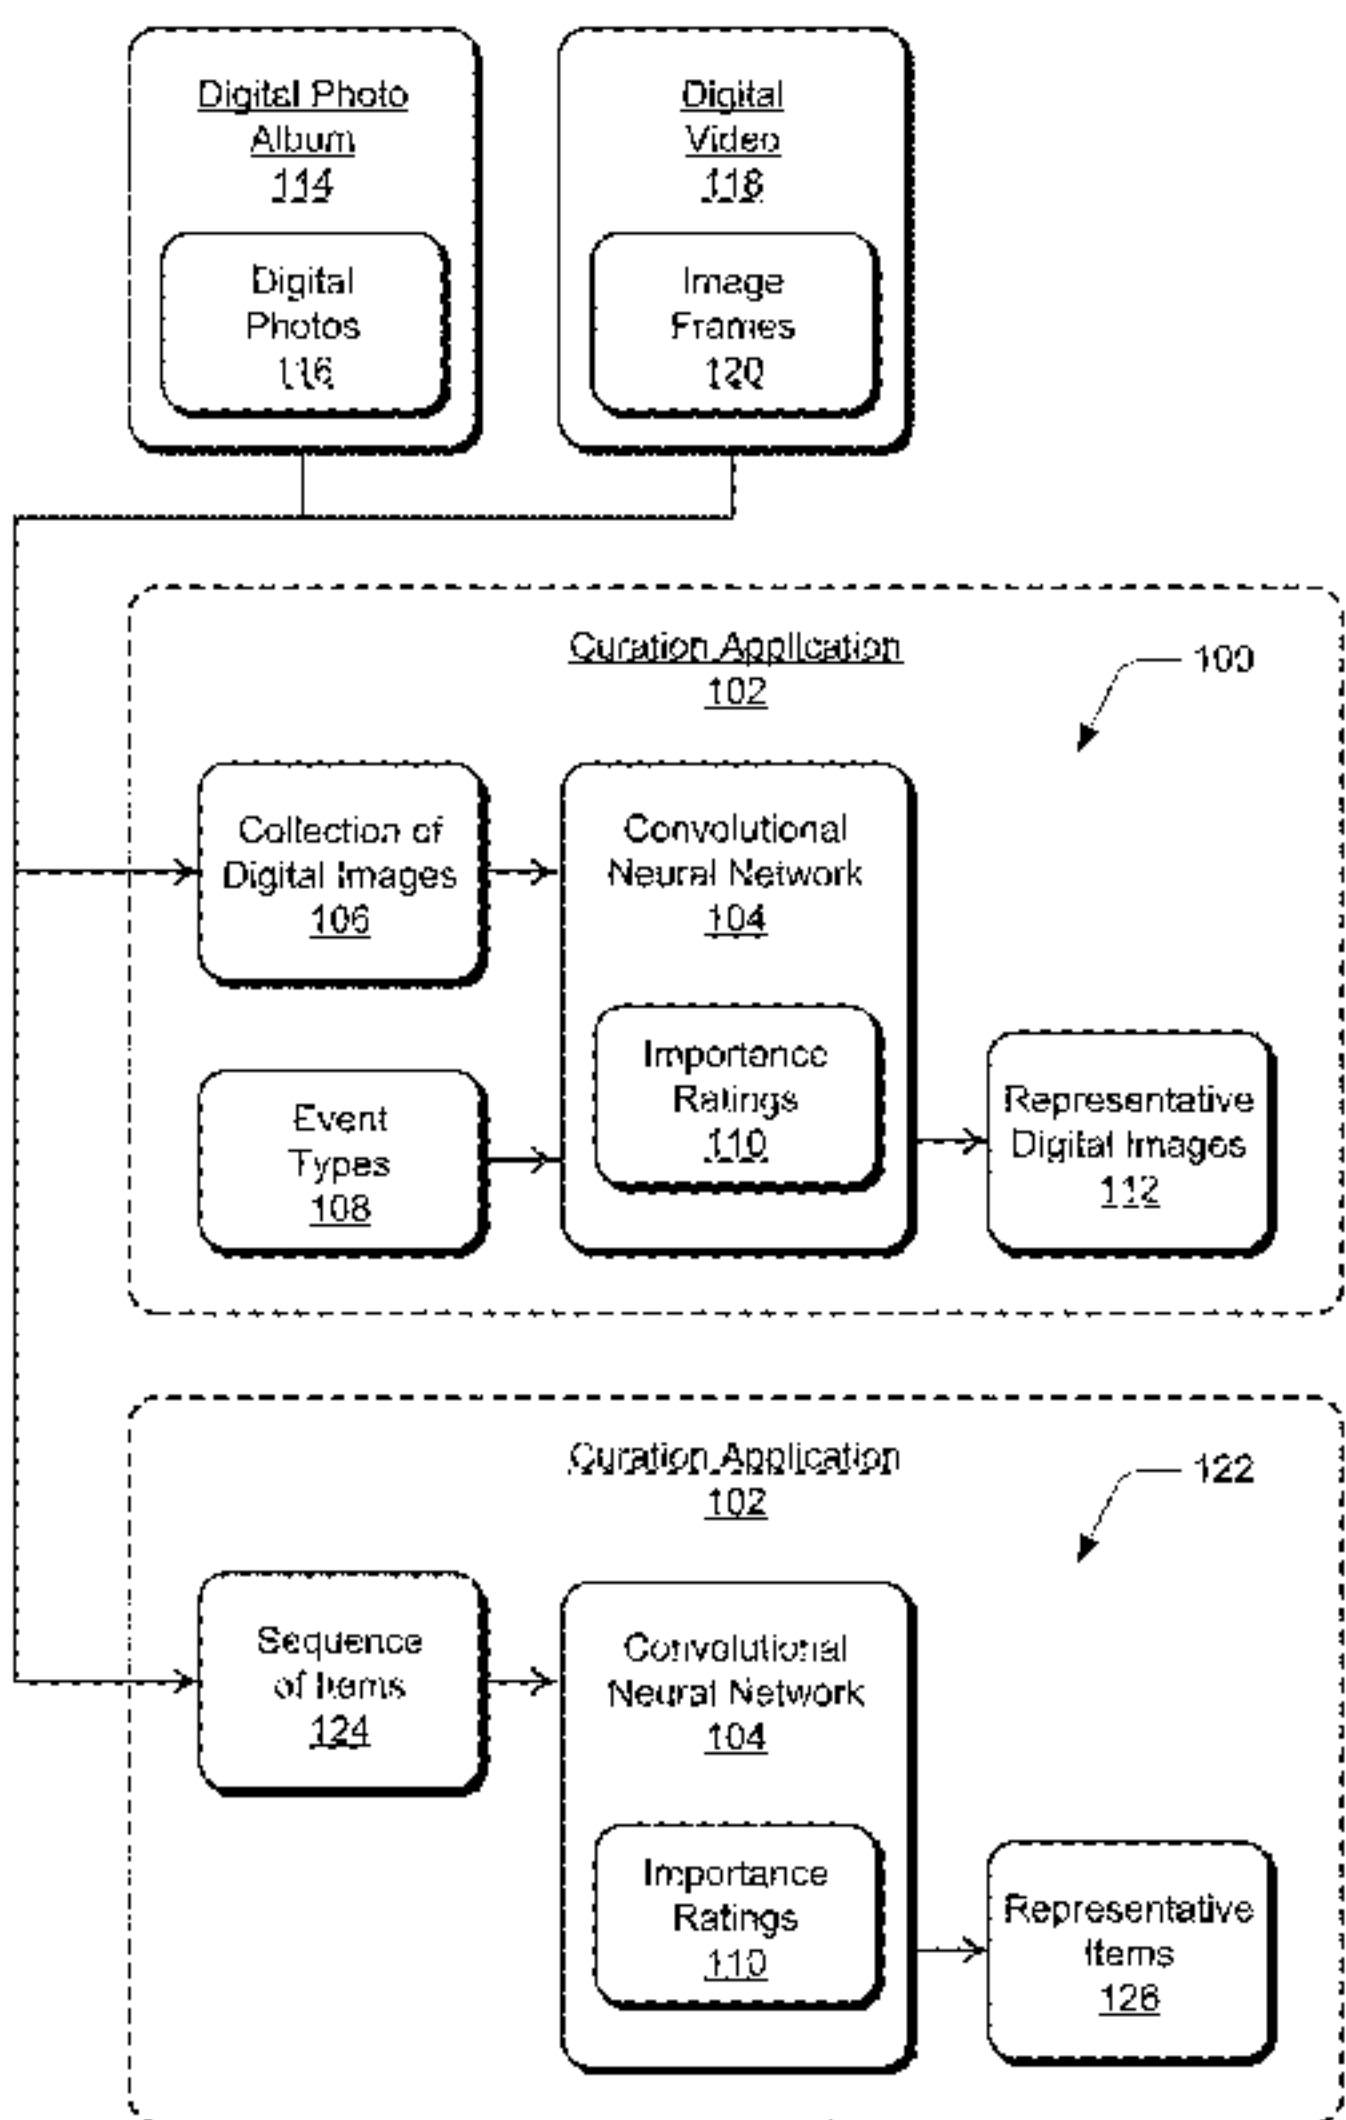 Digital Photo
Album
114
Digital
Photos
116
Digital
Video
118
Image
Frames
120
Curation Application
102
100
Collection of
Digital Images
106
Convolutional
Neural Network
104
Importance
Ratings
110
Event
Types
108
Representative
Digital Images
112
Curation Application
102
122
Sequence
of Items
124
Convolutional
Neural Network
104
Importance
Ratings
110
Representative
Items
126